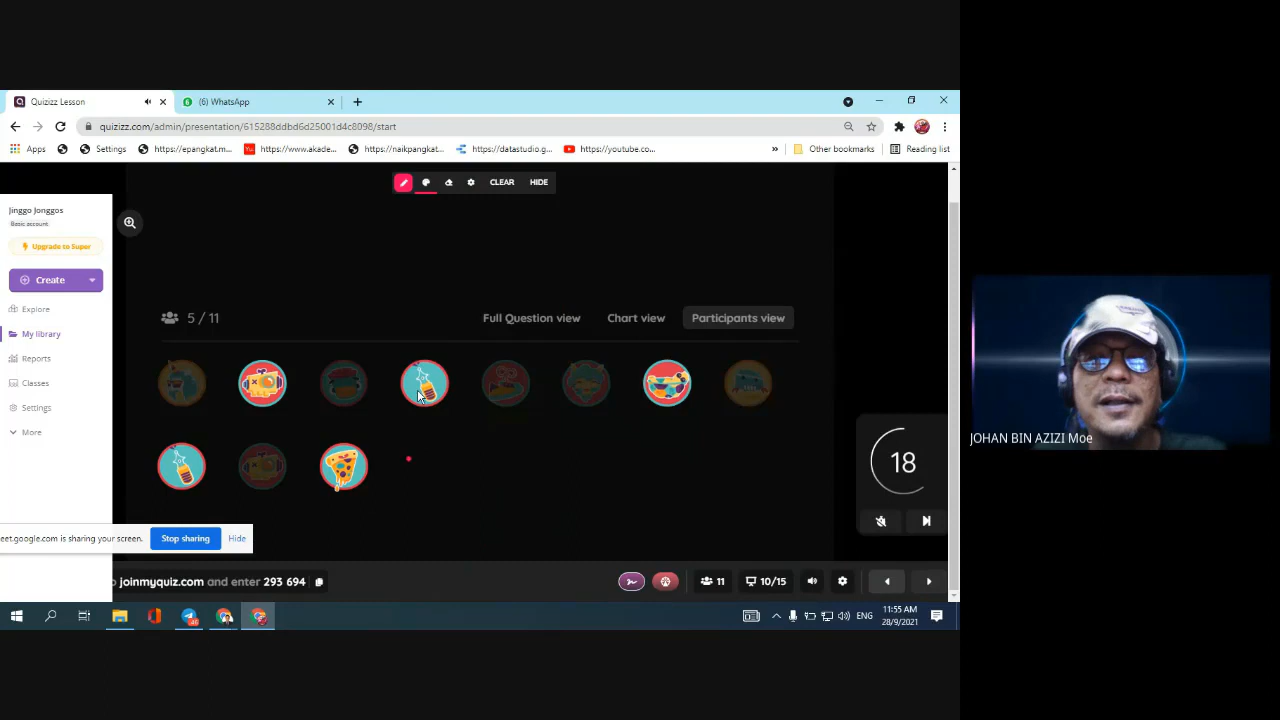 Quizizz Lesson
(6) WhatsApp
quizizz.com/admin/presentation/615288ddbd6d25001d4c8098/start
Apps Settings https://epangkat.m... https://www.akade... https://naikpangkat... https://datastudio.g... https://youtube.co... » Other bookmarks Reading list
CLEAR HIDE
Jinggo Jonggos
Basic account
Upgrade to Super
Create
Explore
My library
Reports
Classes
Settings
More
5 / 11 Full Question view Chart view Participants view
18
JOHAN BIN AZIZI Moe
eet.google.com is sharing your screen. Stop sharing Hide
joinmyquiz.com and enter 293 694
11 10/15
ENG 11:55 AM
28/9/2021